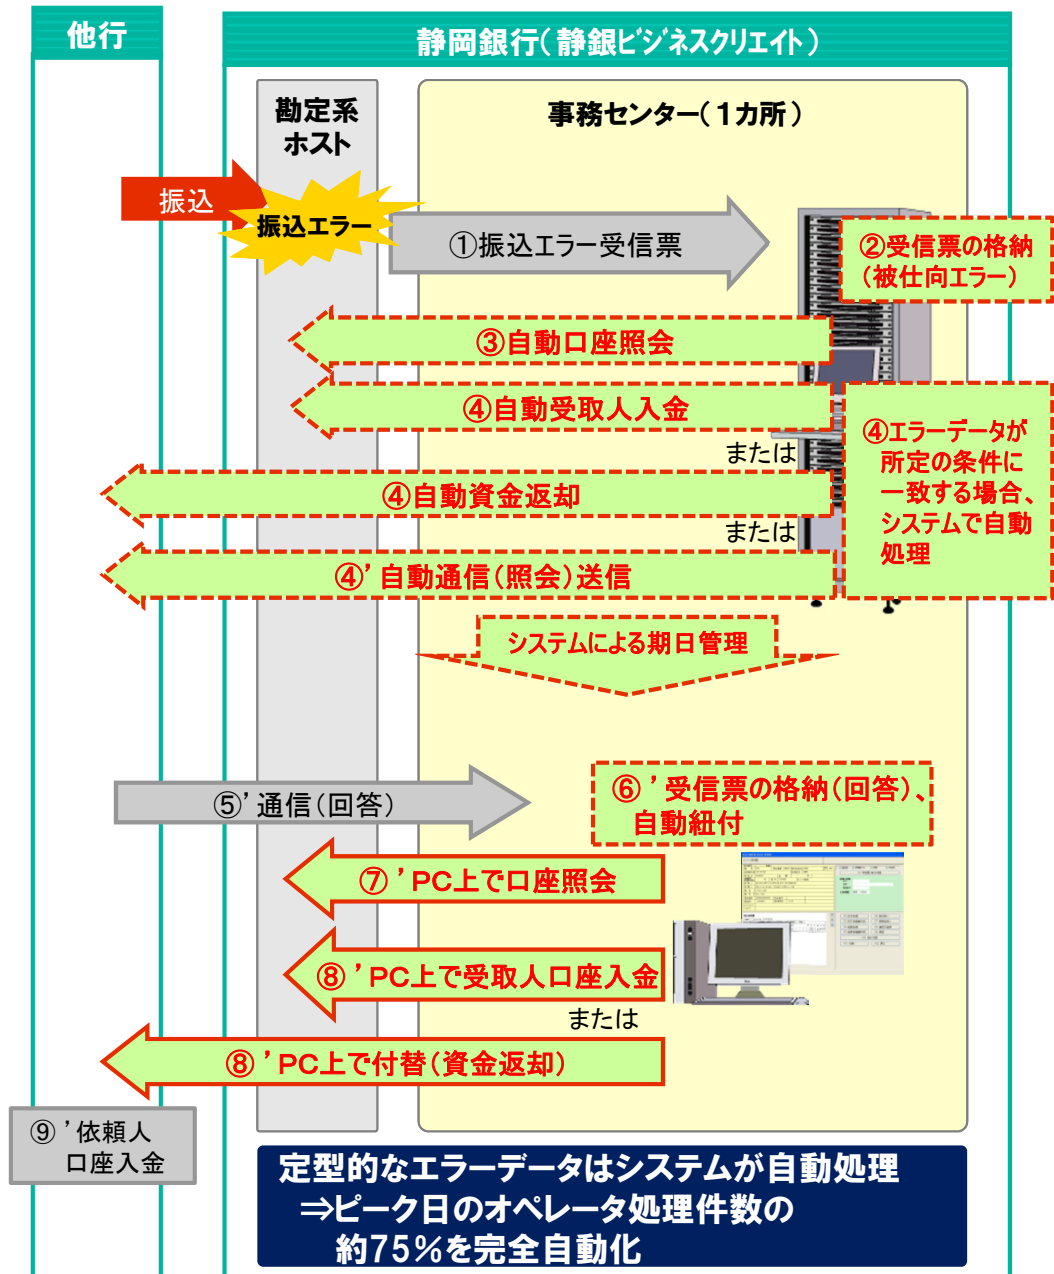 他行
静岡銀行(静銀ビジネスクリエイト)
勘定系
ホスト
事務センター(1カ所)
振込
振込エラー
①振込エラー受信票
②受信票の格納
(被仕向エラー)
③自動口座照会
④自動受取人入金
または
④自動資金返却
または
④'自動通信(照会)送信
④エラーデータが
所定の条件に
一致する場合、
システムで自動
処理
システムによる期日管理
⑤'通信(回答)
⑥'受信票の格納(回答)、
自動紐付
⑦'PC上で口座照会
⑧'PC上で受取人口座入金
または
⑧'PC上で付替(資金返却)
⑨'依頼人
口座入金
定型的なエラーデータはシステムが自動処理
⇒ピーク日のオペレータ処理件数の
約75%を完全自動化